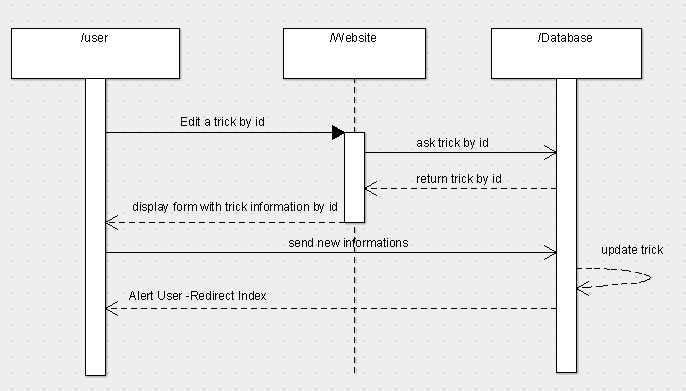 /user
/Website
/Database
Edit a trick by id
ask trick by id
return trick by id
display form with trick information by id
send new informations
update trick
Alert User -Redirect Index